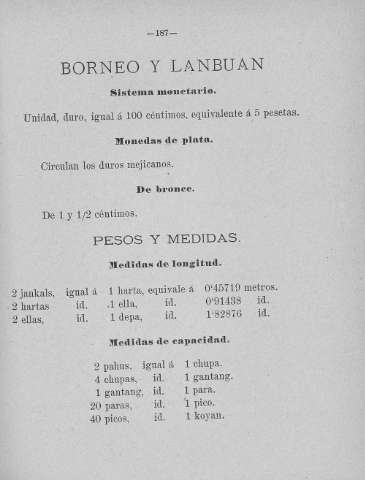 —187—
BORNEO Y LANBUAN
Sistema monetario.
Unidad, duro, igual á 100 céntimos, equivalente á 5 pesetas.
Monedas de plata.
Circulan los duros mejicanos.
De bronce.
De 1 y 1/2 céntimos.
PESOS Y MEDIDAS.
Medidas de longitud.
2 jankals, igual á 1 harta, equivale á 0'45719 metros.
2 hartas id. 1 ella, id. 0'91438 id.
2 ellas, id. 1 depa, id. 1'82876 id.
Medidas de capacidad.
2 pahus, igual á 1 chupa.
4 chupas, id. 1 gantang.
1 gantang, id. 1 para.
20 paras, id. 1 pico.
40 picos, id. 1 koyan.